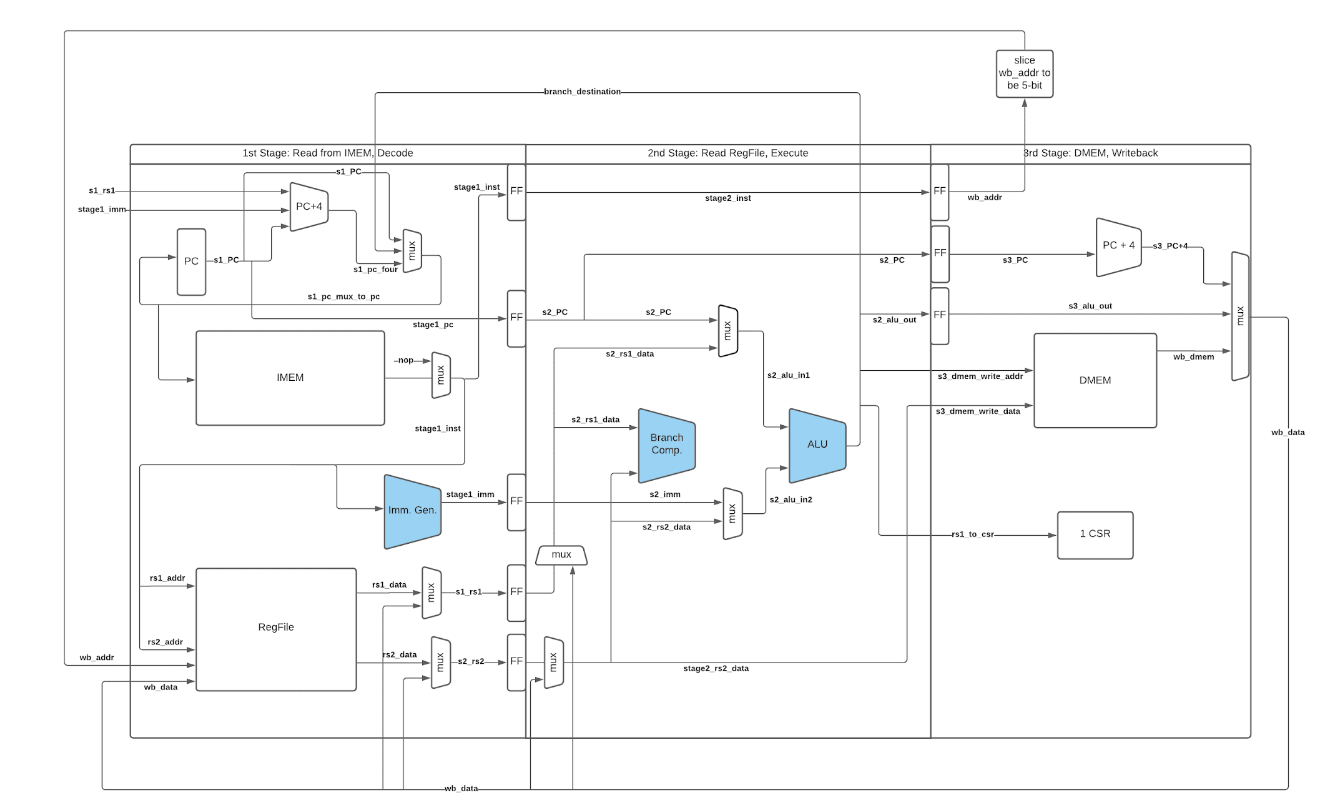 slice
wb_addr to
be 5-bit
branch_destination
1st Stage: Read from IMEM, Decode
2nd Stage: Read RegFile, Execute
3rd Stage: DMEM, Writeback
s1_PC
s1_rs1
stage1_imm
PC+4
stage1_inst
FF
stage2_inst
FF
wb_addr
mux
PC
s1_PC
s1_pc_four
s2_PC
FF
s3_PC
PC + 4
s3_PC+4
s1_pc_mux_to_pc
stage1_pc
FF
s2_PC
s2_PC
mux
s2_alu_out
FF
s3_alu_out
mux
nop
mux
IMEM
s2_rs1_data
s2_alu_in1
s3_dmem_write_addr
DMEM
wb_dmem
stage1_inst
s2_rs1_data
Branch
Comp.
ALU
s3_dmem_write_data
wb_data
Imm. Gen.
stage1_imm
FF
s2_imm
s2_rs2_data
mux
s2_alu_in2
rs1_to_csr
1 CSR
mux
rs1_addr
rs1_data
mux
s1_rs1
FF
RegFile
rs2_addr
rs2_data
mux
s2_rs2
FF
mux
stage2_rs2_data
wb_addr
wb_data
wb_data